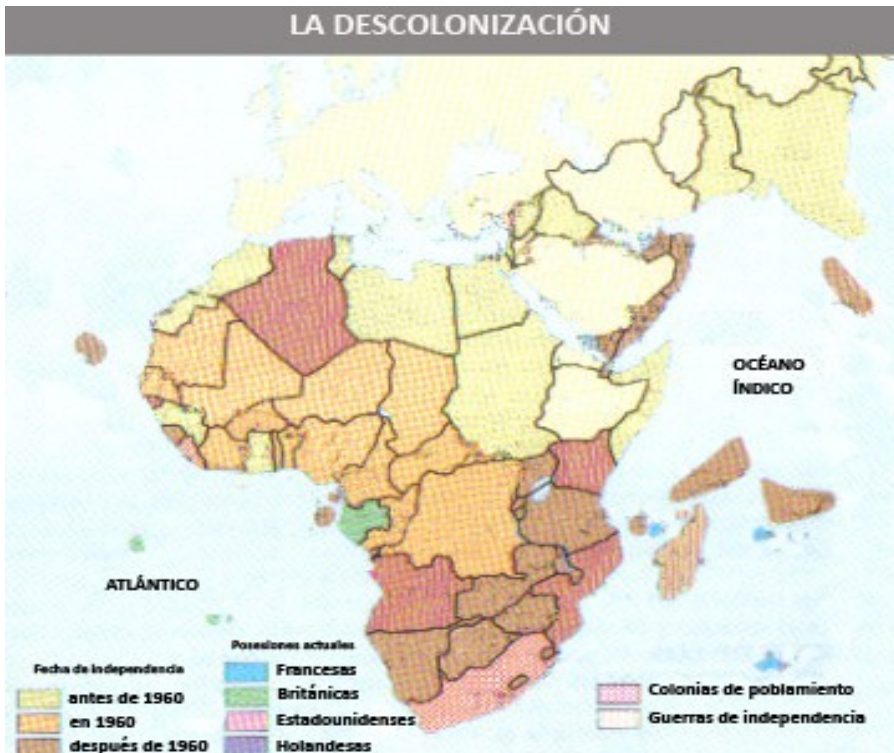 LA DESCOLONIZACIÓN
OCÉANO
ÍNDICO
ATLÁNTICO
Fecha de independencia
antes de 1960
en 1960
después de 1960
Posesiones actuales
Francesas
Británicas
Estadounidenses
Holandesas
Colonias de poblamiento
Guerras de independencia